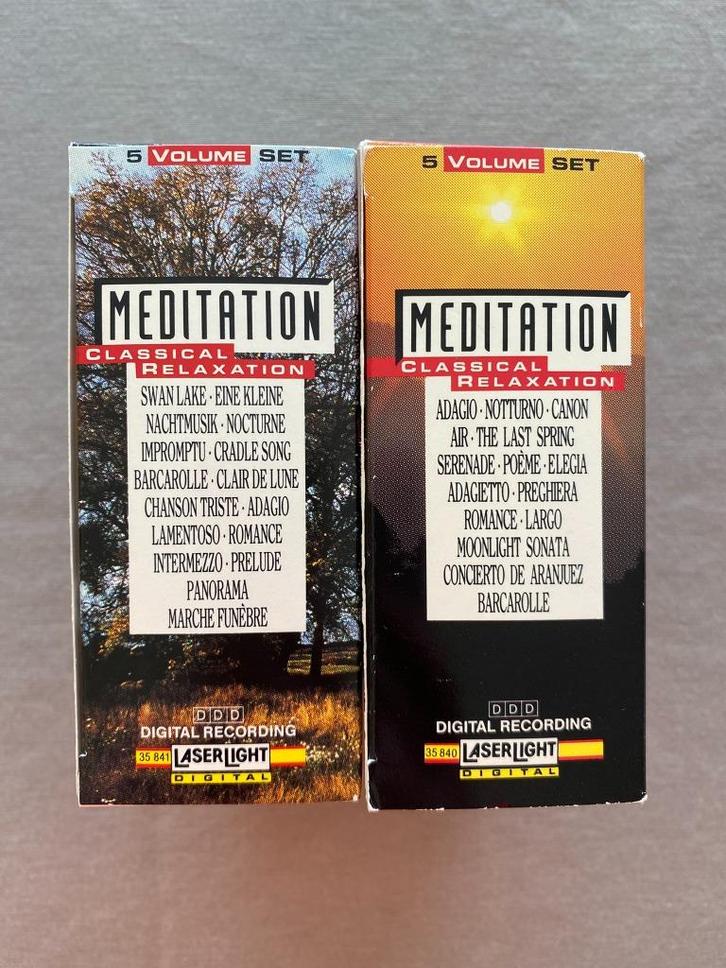 5 VOLUME SET
MEDITATION
CLASSICAL
RELAXATION
SWAN LAKE · EINE KLEINE
NACHTMUSIK · NOCTURNE
IMPROMPTU · CRADLE SONG
BARCAROLLE · CLAIR DE LUNE
CHANSON TRISTE · ADAGIO
LAMENTOSO · ROMANCE
INTERMEZZO · PRELUDE
PANORAMA
MARCHE FUNÈBRE
DDD
DIGITAL RECORDING
35 841 LASERLIGHT
DIGITAL
5 VOLUME SET
MEDITATION
CLASSICAL
RELAXATION
ADAGIO · NOTTURNO · CANON
AIR · THE LAST SPRING
SERENADE · POÈME · ELEGIA
ADAGIETTO · PREGHIERA
ROMANCE · LARGO
MOONLIGHT SONATA
CONCIERTO DE ARANJUEZ
BARCAROLLE
DDD
DIGITAL RECORDING
35 840 LASERLIGHT
DIGITAL